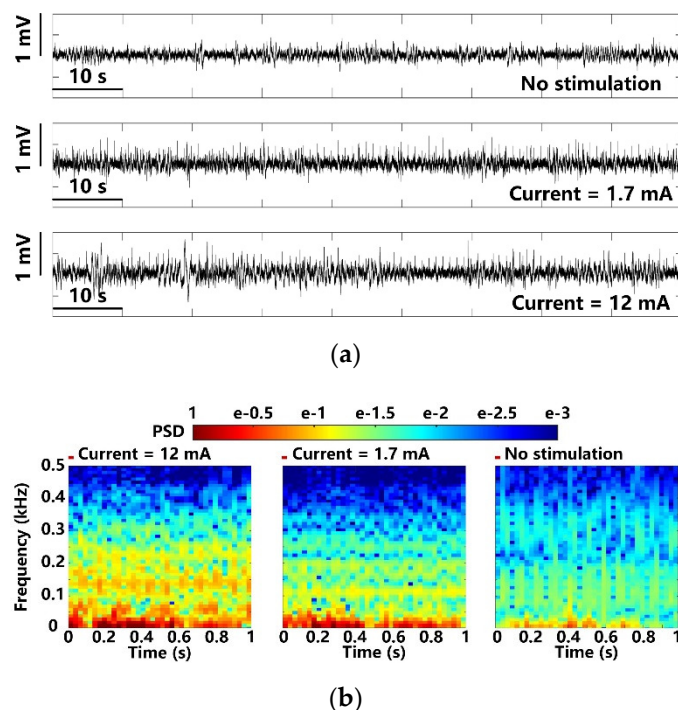 1 mV
10 s
No stimulation
1 mV
10 s
Current = 1.7 mA
1 mV
10 s
Current = 12 mA
(a)
1 e-0.5 e-1 e-1.5 e-2 e-2.5 e-3
PSD
Current = 12 mA Current = 1.7 mA No stimulation
Frequency (kHz)
0.5
0.4
0.3
0.2
0.1
0
0 0.2 0.4 0.6 0.8 1 0 0.2 0.4 0.6 0.8 1 0 0.2 0.4 0.6 0.8 1
Time (s) Time (s) Time (s)
(b)